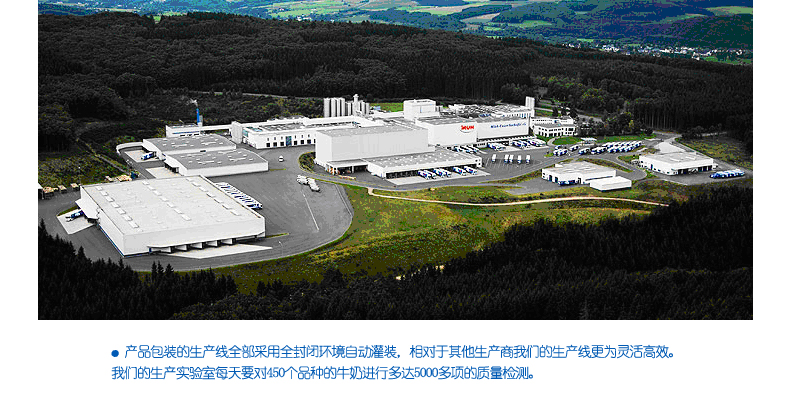 ● 产品包装的生产线全部采用全封闭环境自动灌装，相对于其他生产商我们的生产线更为灵活高效。
我们的生产实验室每天要对450个品种的牛奶进行多达5000多项的质量检测。